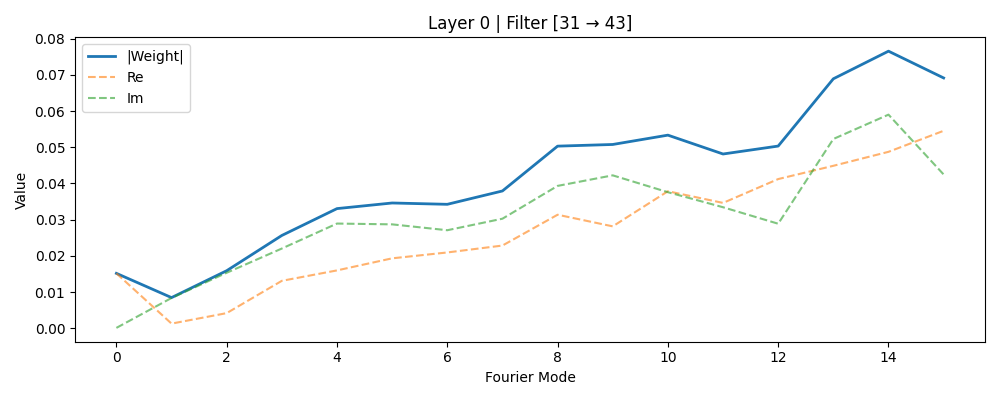 Layer 0 | Filter [31 → 43]
|Weight|
Re
Im
Value
0.08
0.07
0.06
0.05
0.04
0.03
0.02
0.01
0.00
0 2 4 6 8 10 12 14
Fourier Mode